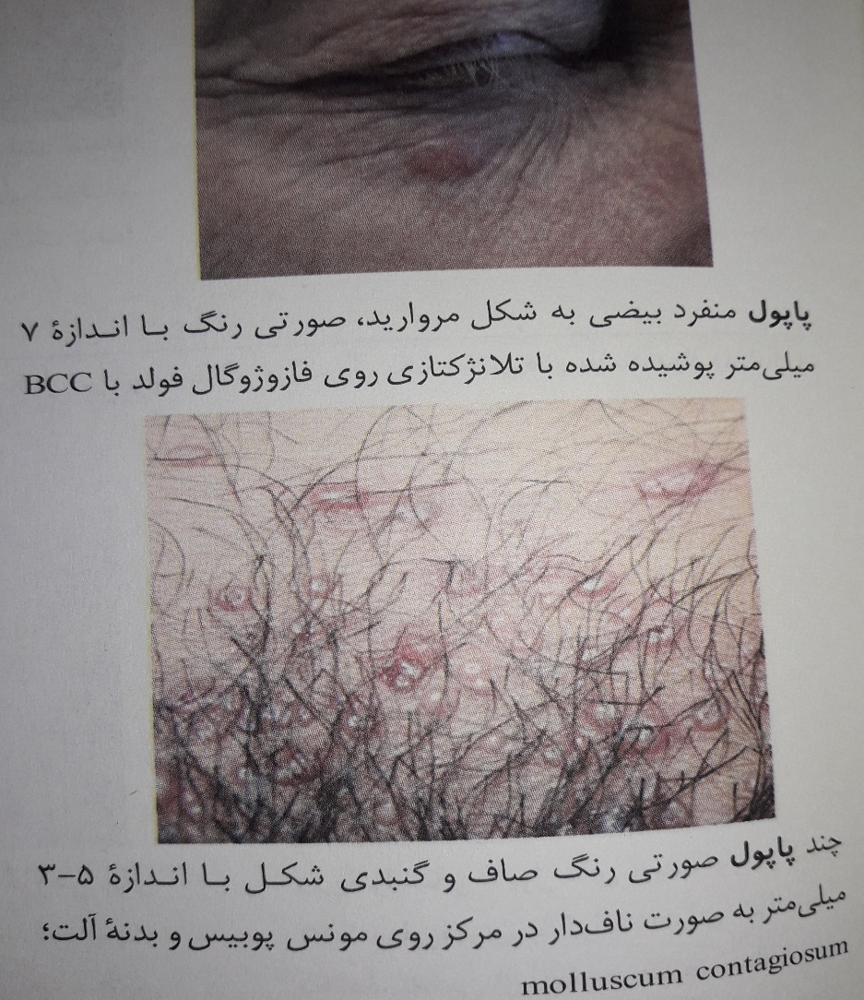 پاپول منفرد بیضی به شکل مروارید، صورتی رنگ با اندازهٔ ۷
میلی‌متر پوشیده شده با تلانژکتازی روی فازوژوگال فولد با BCC
چند پاپول صورتی رنگ صاف و گنبدی شکل با اندازهٔ ۵–۳
میلی‌متر به صورت ناف‌دار در مرکز روی مونس پوبیس و بدنهٔ آلت؛
molluscum contagiosum